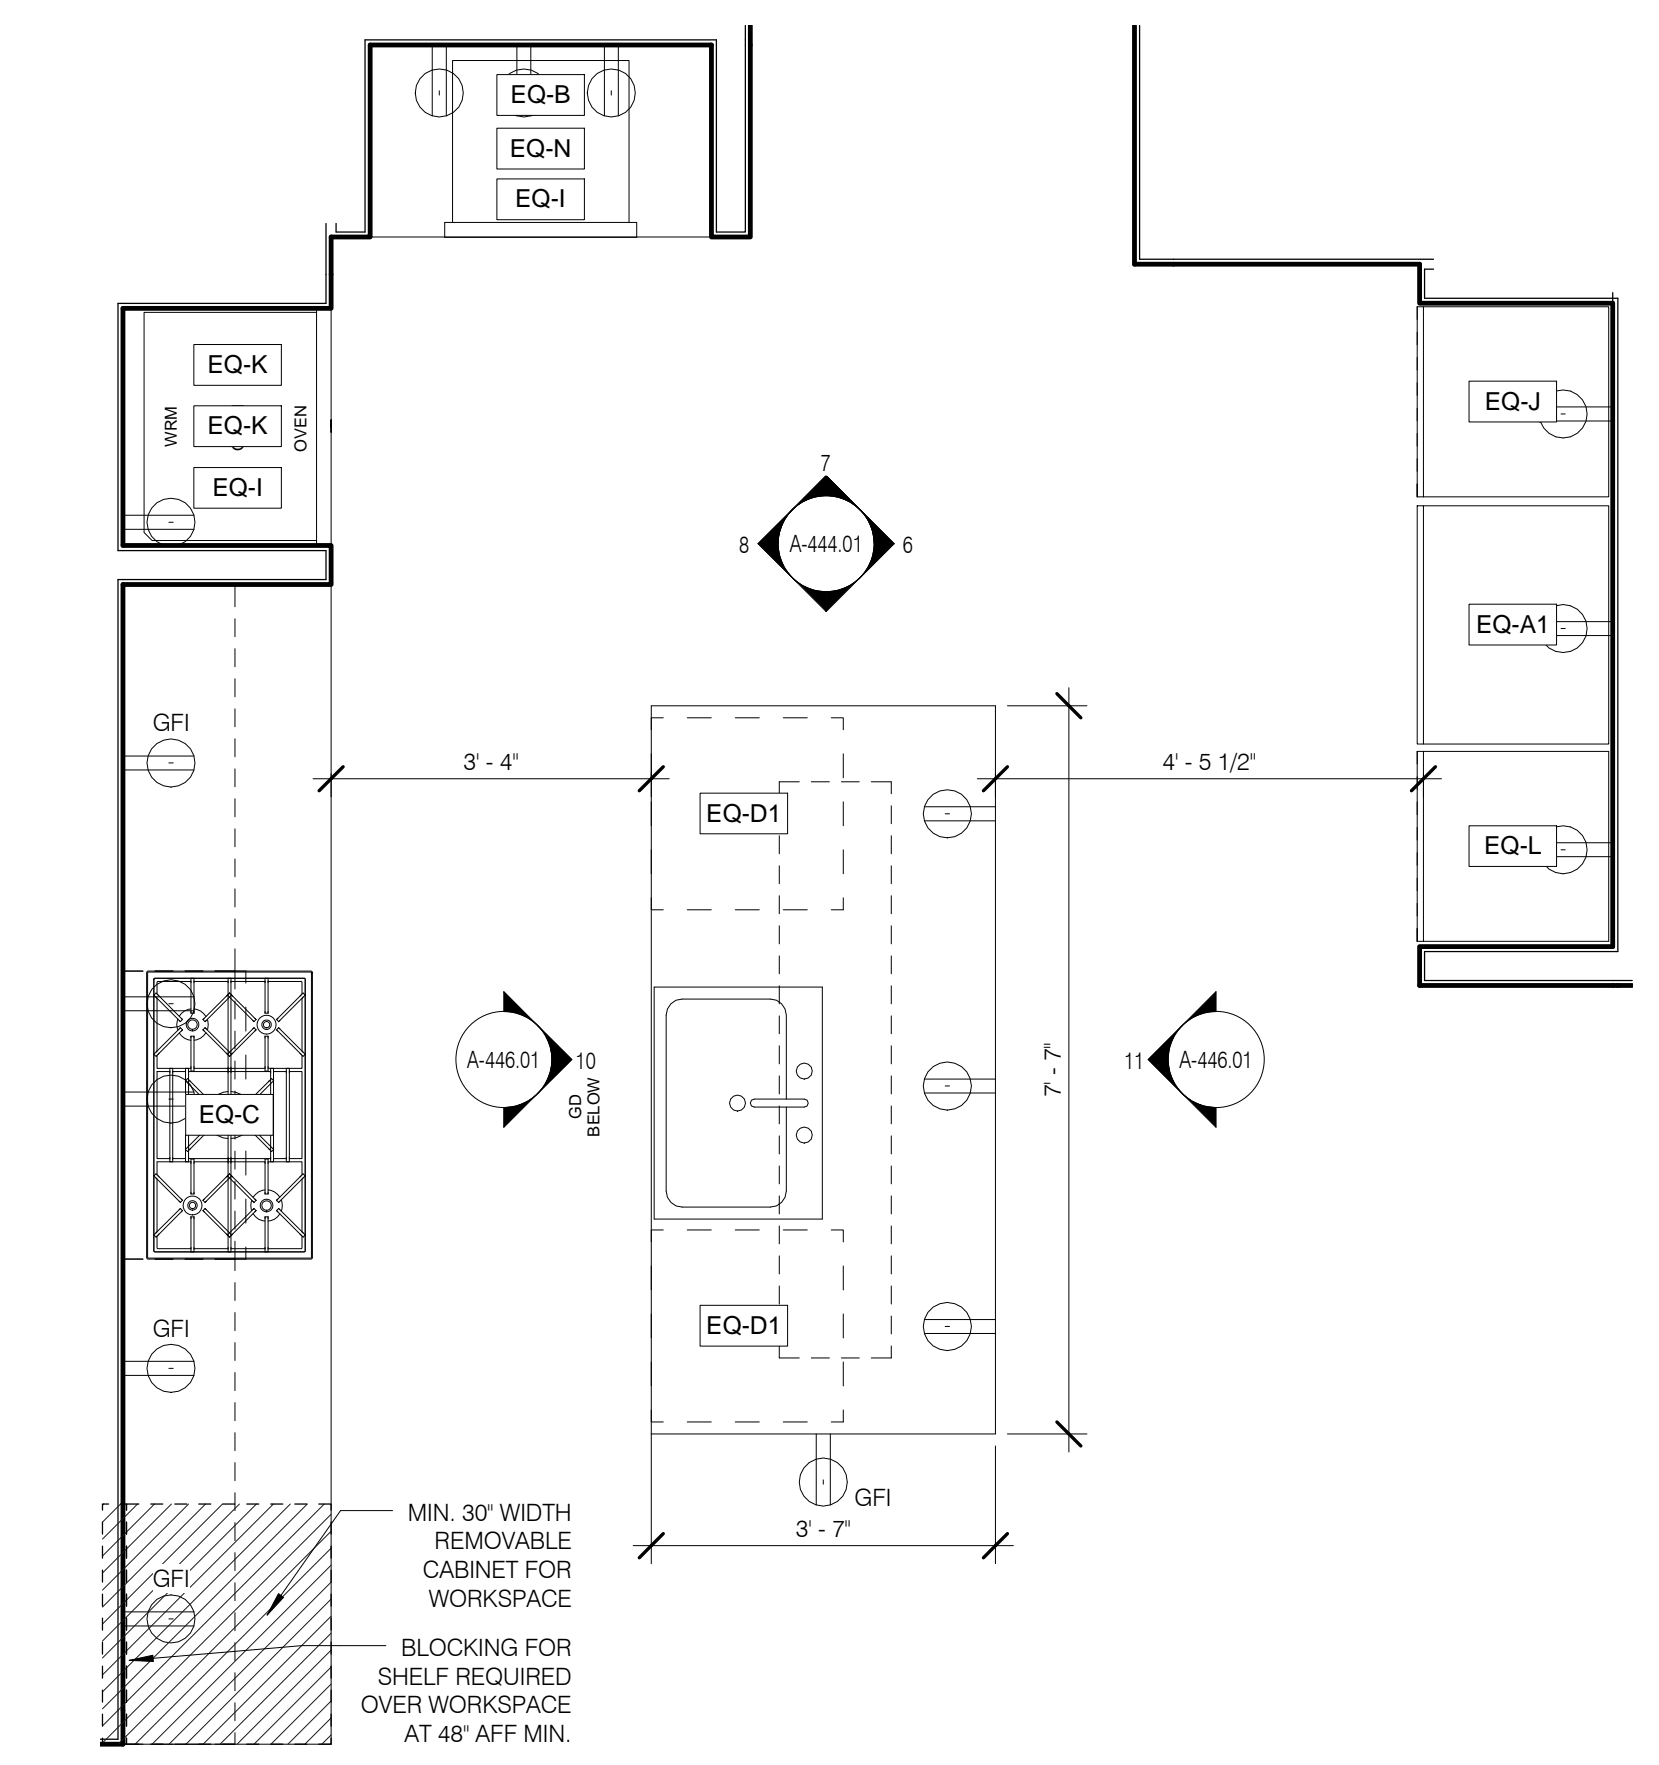 EQ-B
EQ-N
EQ-I
EQ-K
WRM
EQ-K
OVEN
EQ-I
EQ-J
7
8
A-444.01
6
EQ-A1
GFI
3' - 4"
4' - 5 1/2"
EQ-D1
EQ-L
A-446.01
10
GD
BELOW
7' - 7"
11
A-446.01
EQ-C
GFI
EQ-D1
GFI
3' - 7"
MIN. 30" WIDTH
REMOVABLE
CABINET FOR
WORKSPACE
GFI
BLOCKING FOR
SHELF REQUIRED
OVER WORKSPACE
AT 48" AFF MIN.